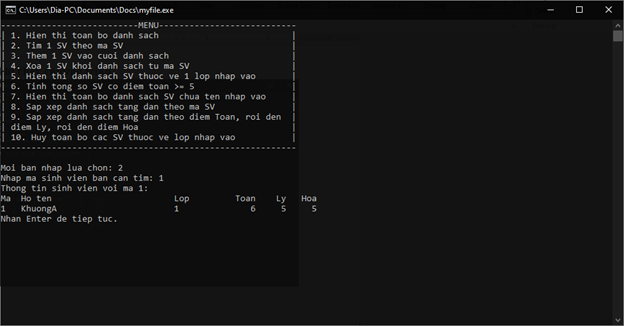 C:\Users\Dia-PC\Documents\Docs\myfile.exe
---------------------------MENU---------------------------
| 1. Hien thi toan bo danh sach |
| 2. Tim 1 SV theo ma SV |
| 3. Them 1 SV vao cuoi danh sach |
| 4. Xoa 1 SV khoi danh sach tu ma SV |
| 5. Hien thi danh sach SV thuoc ve 1 lop nhap vao |
| 6. Tinh tong so SV co diem toan >= 5 |
| 7. Hien thi toan bo danh sach SV chua ten nhap vao |
| 8. Sap xep danh sach tang dan theo ma SV |
| 9. Sap xep danh sach tang dan theo diem Toan, roi den |
| diem Ly, roi den diem Hoa |
| 10. Huy toan bo cac SV thuoc ve lop nhap vao |
----------------------------------------------------------
Moi ban nhap lua chon: 2
Nhap ma sinh vien ban can tim: 1
Thong tin sinh vien voi ma 1:
Ma Ho ten Lop Toan Ly Hoa
1 KhuongA 1 6 5 5
Nhan Enter de tiep tuc.